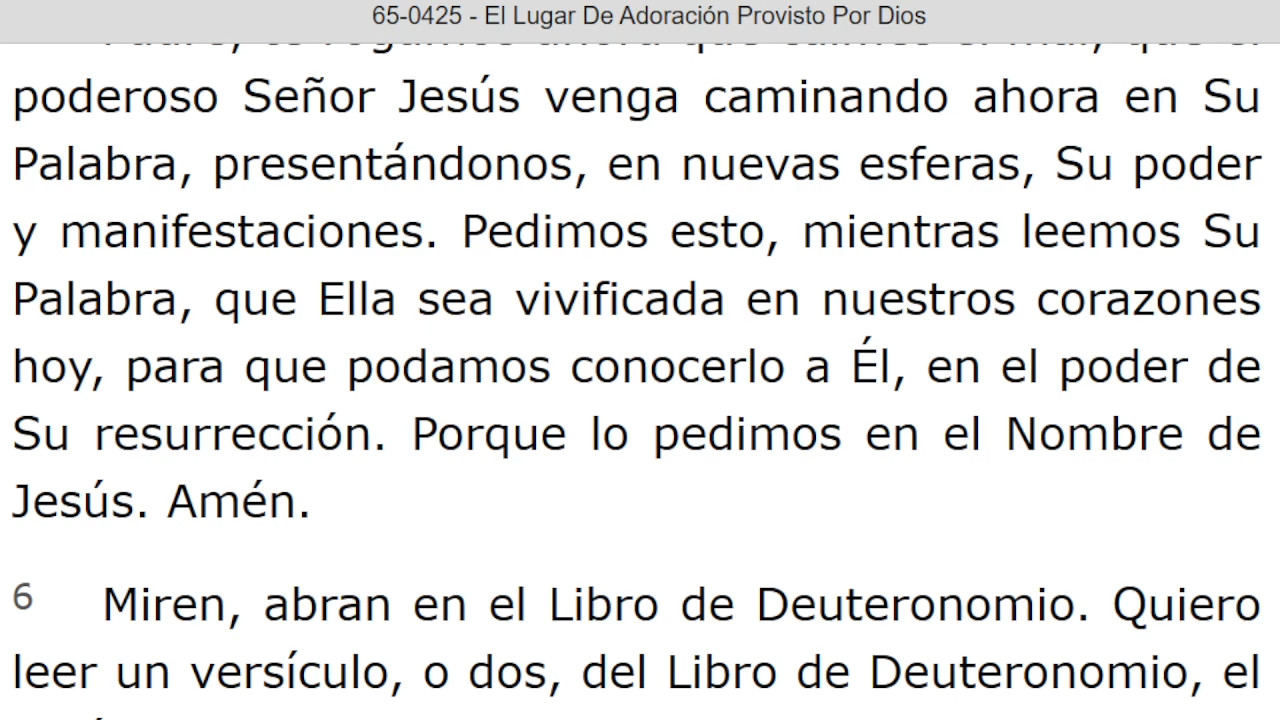 65-0425 - El Lugar De Adoración Provisto Por Dios
poderoso Señor Jesús venga caminando ahora en Su
Palabra, presentándonos, en nuevas esferas, Su poder
y manifestaciones. Pedimos esto, mientras leemos Su
Palabra, que Ella sea vivificada en nuestros corazones
hoy, para que podamos conocerlo a Él, en el poder de
Su resurrección. Porque lo pedimos en el Nombre de
Jesús. Amén.
6 Miren, abran en el Libro de Deuteronomio. Quiero
leer un versículo, o dos, del Libro de Deuteronomio, el